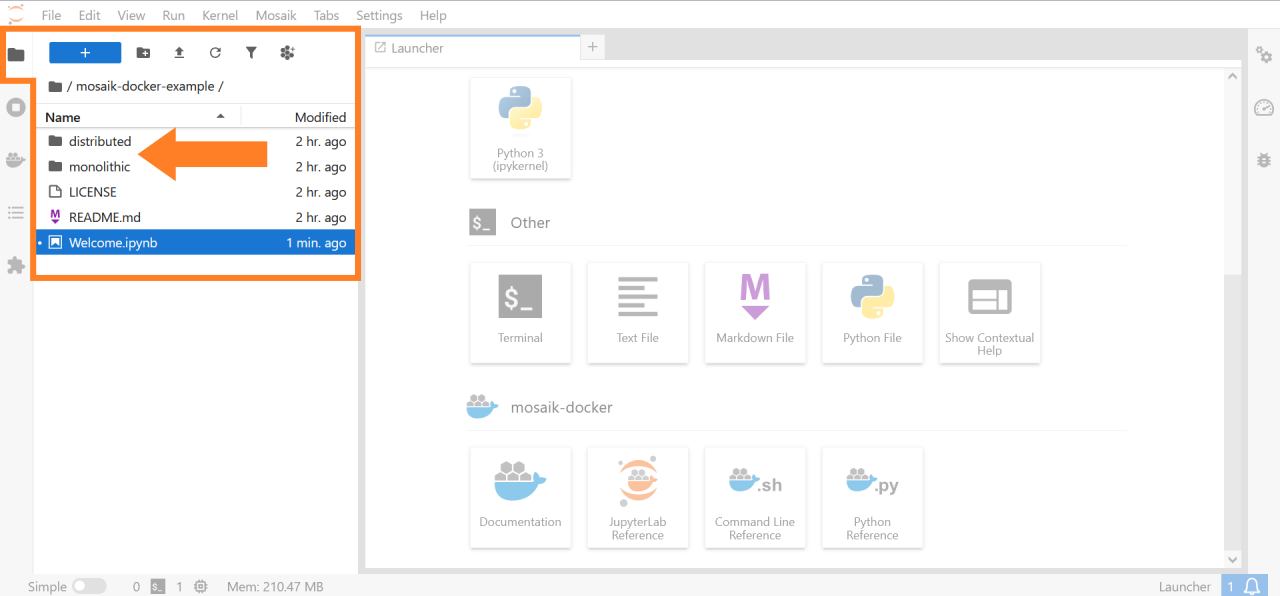 File Edit View Run Kernel Mosaik Tabs Settings Help
+
/ mosaik-docker-example /
Name Modified
distributed 2 hr. ago
monolithic 2 hr. ago
LICENSE 2 hr. ago
M README.md 2 hr. ago
Welcome.ipynb 1 min. ago
Launcher +
Python 3
(ipykernel)
$_ Other
$_
Terminal
Text File
M
Markdown File
Python File
Show Contextual
Help
mosaik-docker
Documentation
JupyterLab
Reference
.sh
Command Line
Reference
.py
Python
Reference
Simple 0 $_ 1 Mem: 210.47 MB Launcher 1